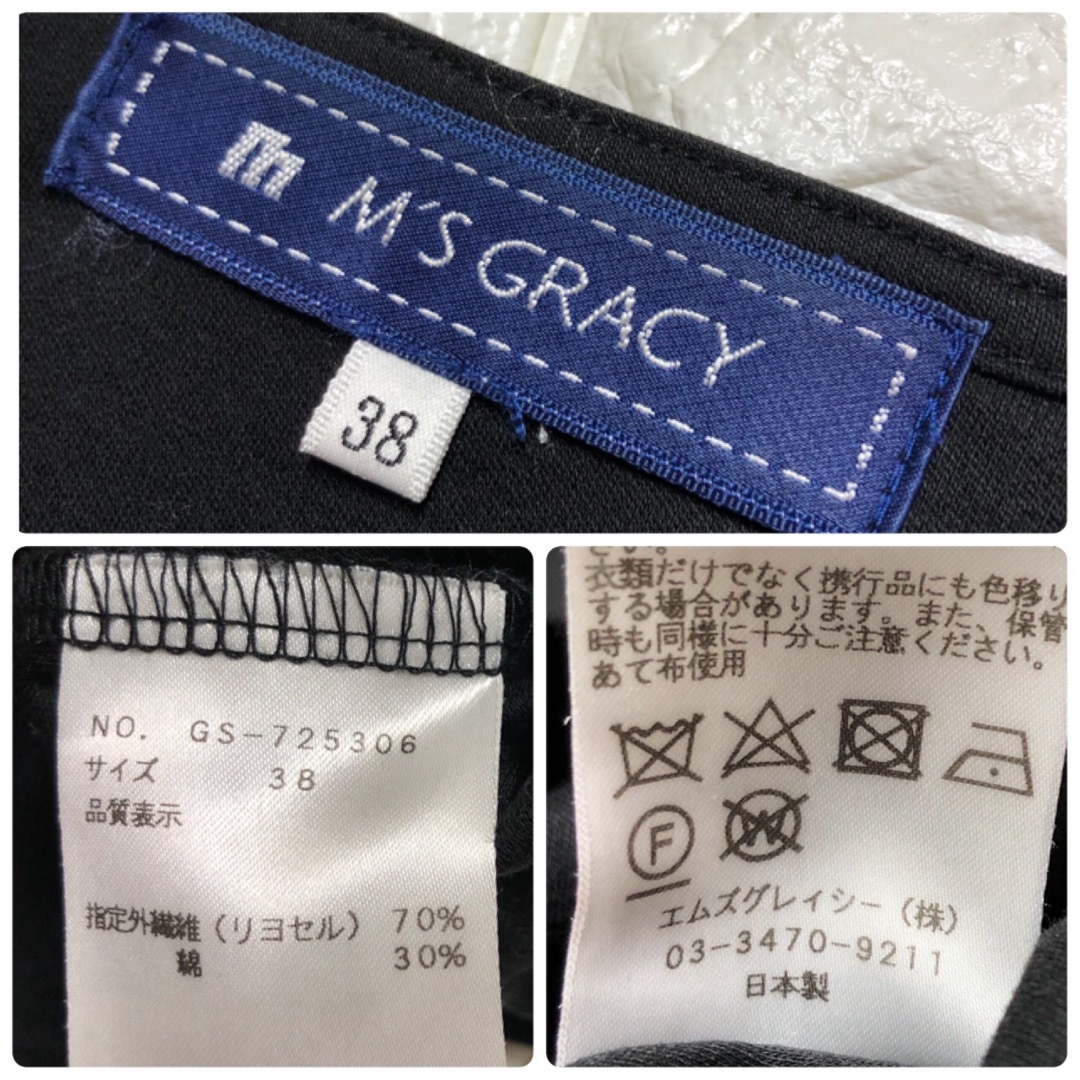 M'S GRACY
38
NO. GS-725306
サイズ 38
品質表示
指定外繊維(リヨセル) 70%
綿 30%
さい。
衣類だけでなく携行品にも色移り
する場合があります。また、保管
時も同様に十分ご注意ください。
あて布使用
F W
エムズグレイシー(株)
03-3470-9211
日本製